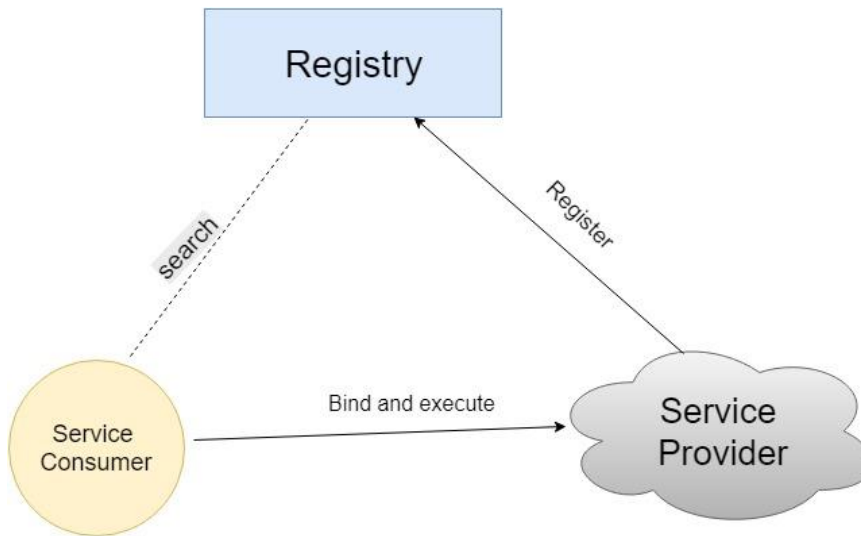 Registry
search
Register
Bind and execute
Service
Consumer
Service
Provider